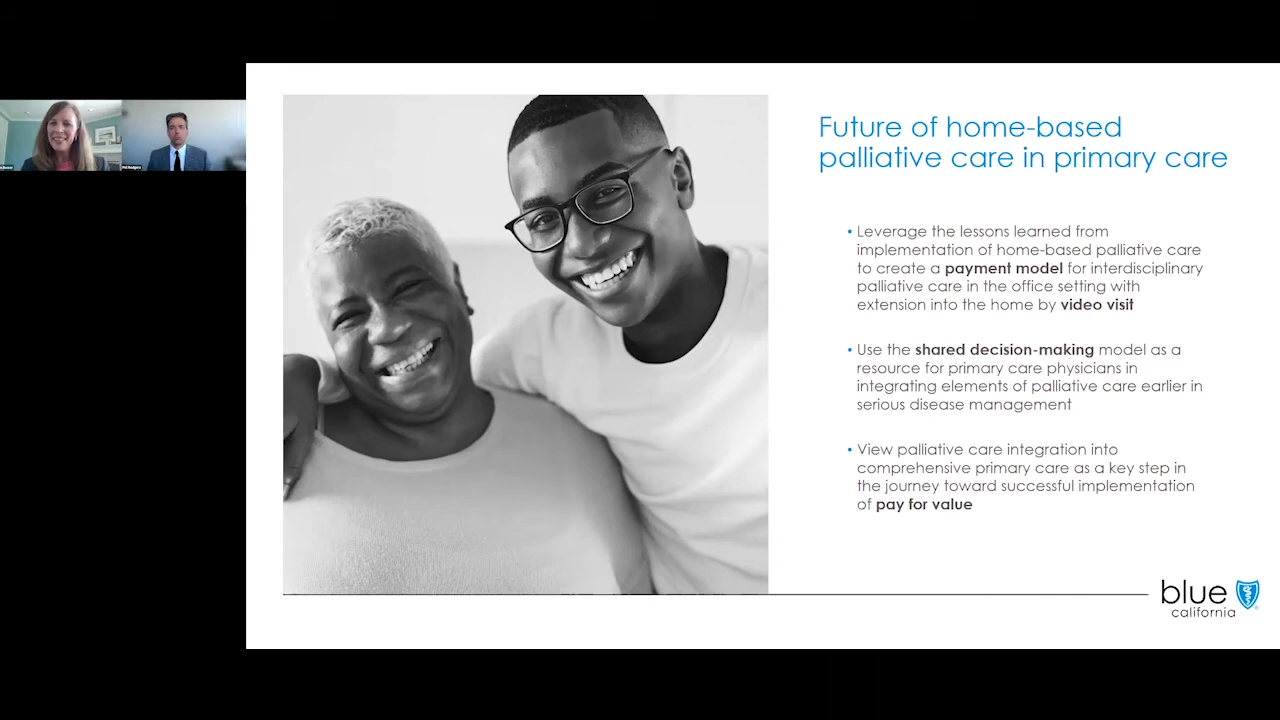 Future of home-based
palliative care in primary care
• Leverage the lessons learned from
implementation of home-based palliative care
to create a payment model for interdisciplinary
palliative care in the office setting with
extension into the home by video visit
• Use the shared decision-making model as a
resource for primary care physicians in
integrating elements of palliative care earlier in
serious disease management
• View palliative care integration into
comprehensive primary care as a key step in
the journey toward successful implementation
of pay for value
blue
california